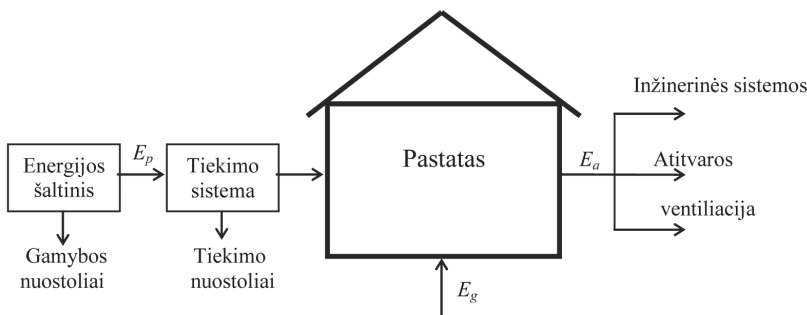 Inžinerinės sistemos
Energijos
šaltinis
E_p
Tiekimo
sistema
Pastatas
E_a
Atitvaros
ventiliacija
Gamybos
nuostoliai
Tiekimo
nuostoliai
E_g